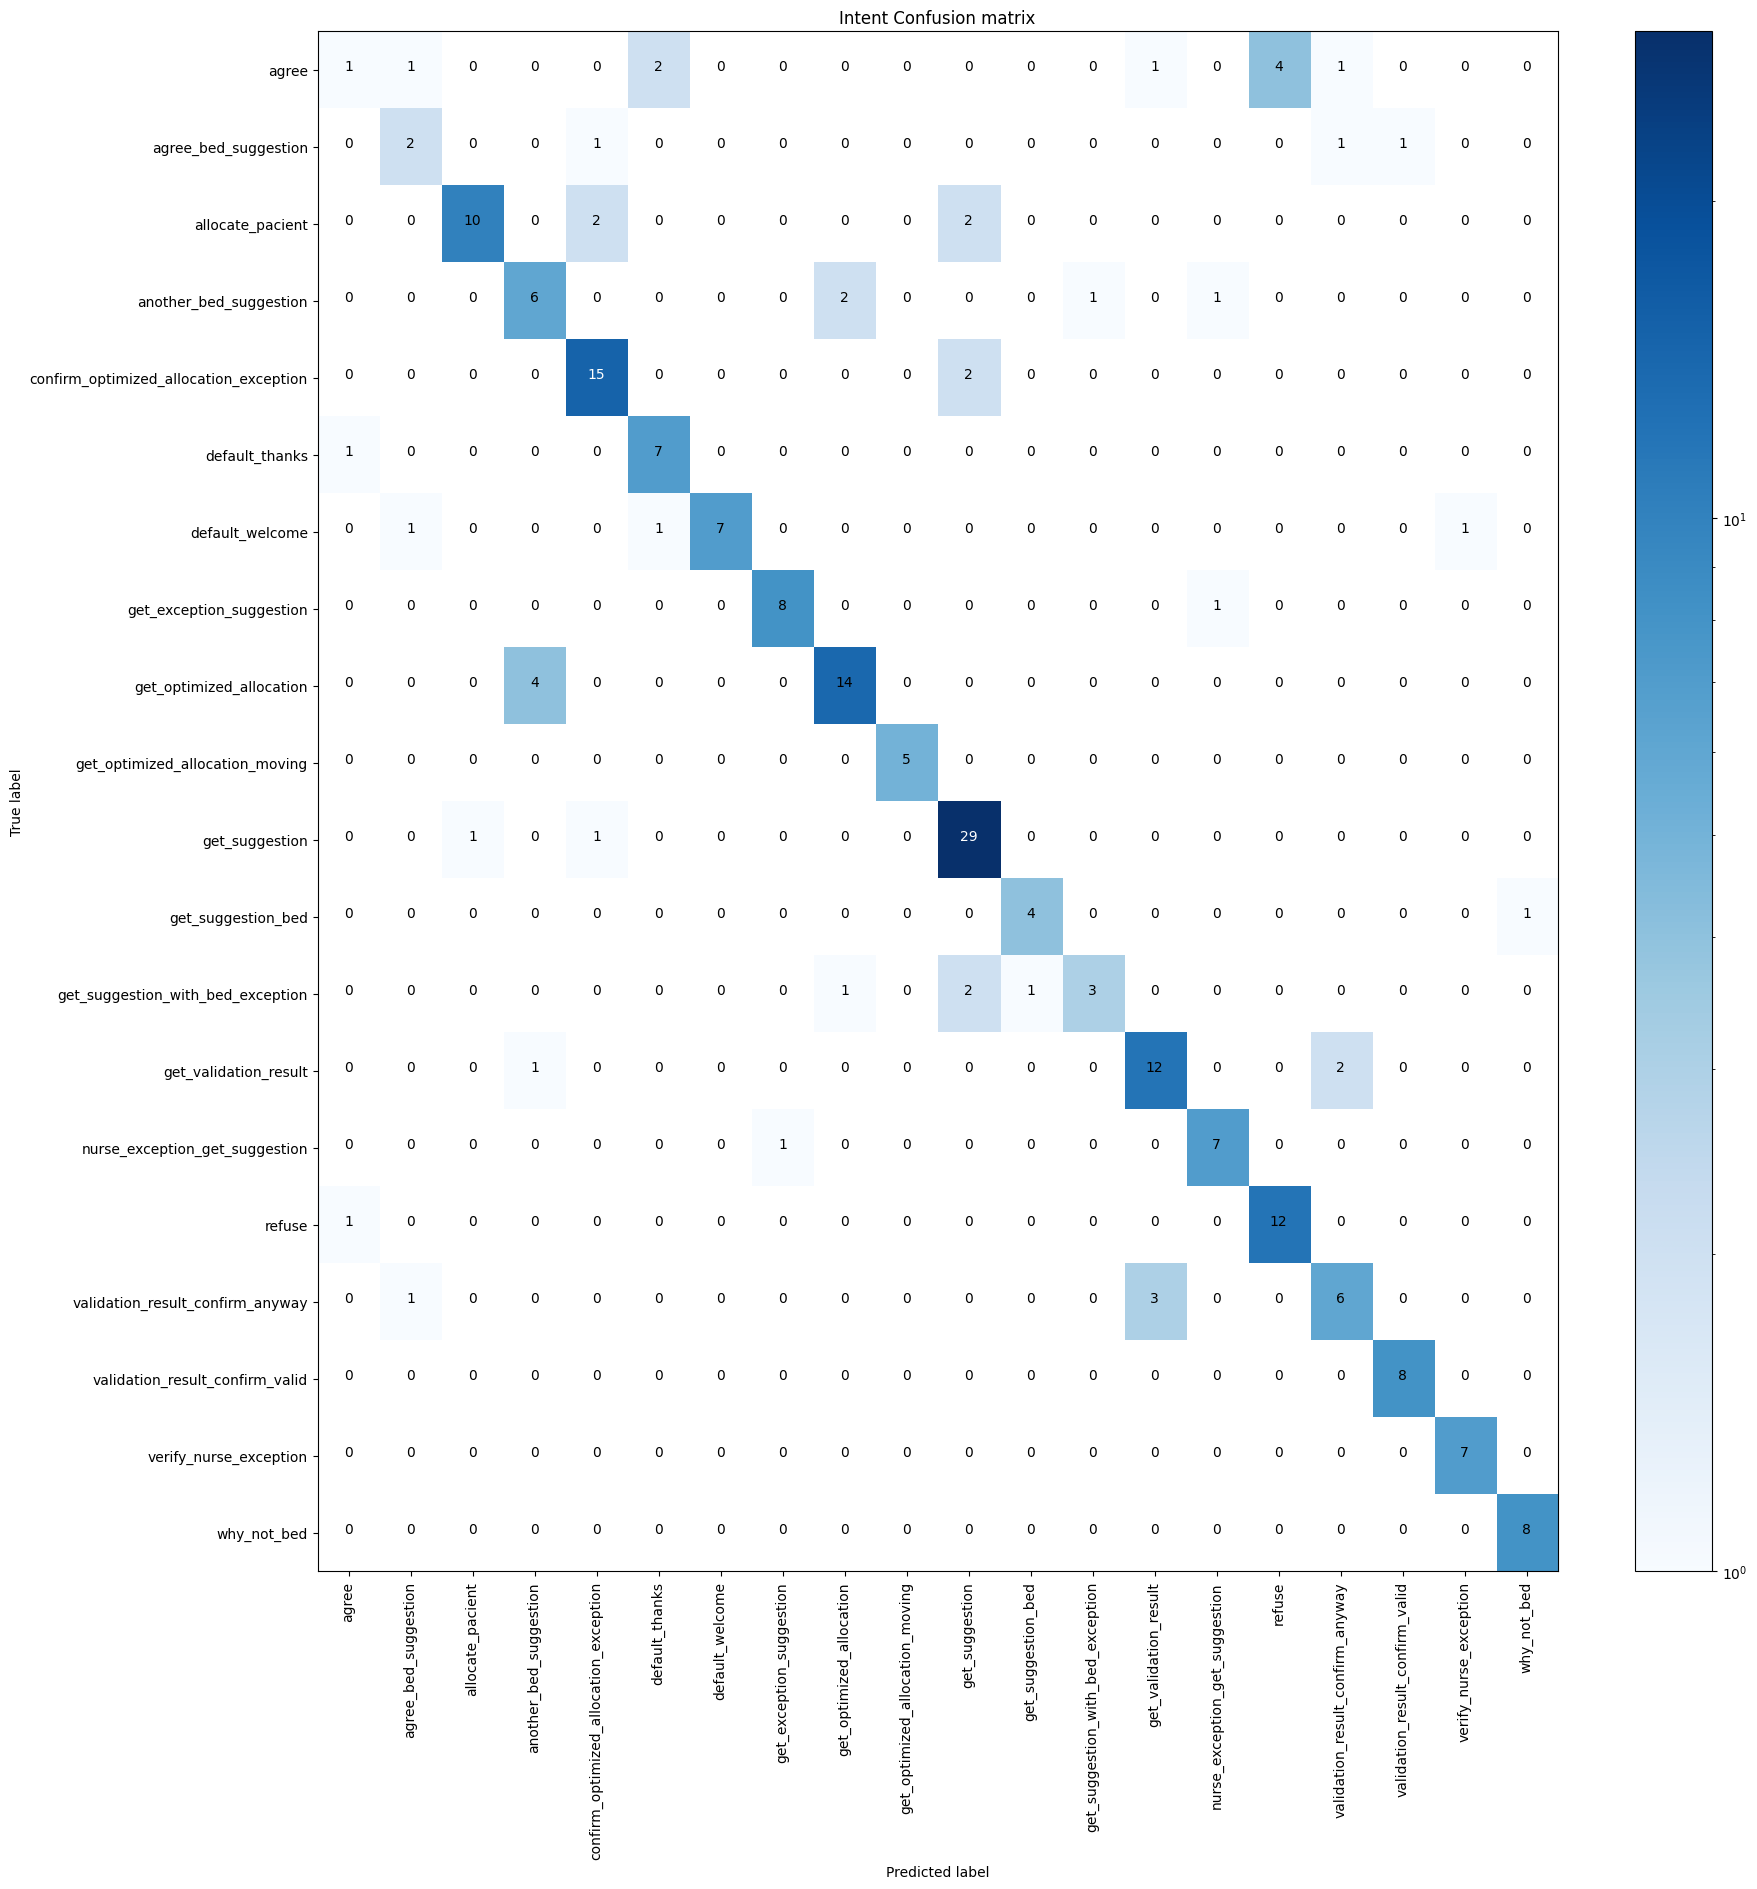 Intent Confusion matrix
agree 1 1 0 0 0 2 0 0 0 0 0 0 0 1 0 4 1 0 0 0
agree_bed_suggestion 0 2 0 0 1 0 0 0 0 0 0 0 0 0 0 0 1 1 0 0
allocate_pacient 0 0 10 0 2 0 0 0 0 0 2 0 0 0 0 0 0 0 0 0
another_bed_suggestion 0 0 0 6 0 0 0 0 2 0 0 0 1 0 1 0 0 0 0 0
confirm_optimized_allocation_exception 0 0 0 0 15 0 0 0 0 0 2 0 0 0 0 0 0 0 0 0
default_thanks 1 0 0 0 0 7 0 0 0 0 0 0 0 0 0 0 0 0 0 0
default_welcome 0 1 0 0 0 1 7 0 0 0 0 0 0 0 0 0 0 0 1 0
10¹
get_exception_suggestion 0 0 0 0 0 0 0 8 0 0 0 0 0 0 1 0 0 0 0 0
get_optimized_allocation 0 0 0 4 0 0 0 0 14 0 0 0 0 0 0 0 0 0 0 0
get_optimized_allocation_moving 0 0 0 0 0 0 0 0 0 5 0 0 0 0 0 0 0 0 0 0
True label
get_suggestion 0 0 1 0 1 0 0 0 0 0 29 0 0 0 0 0 0 0 0 0
get_suggestion_bed 0 0 0 0 0 0 0 0 0 0 0 4 0 0 0 0 0 0 0 1
get_suggestion_with_bed_exception 0 0 0 0 0 0 0 0 1 0 2 1 3 0 0 0 0 0 0 0
get_validation_result 0 0 0 1 0 0 0 0 0 0 0 0 0 12 0 0 2 0 0 0
nurse_exception_get_suggestion 0 0 0 0 0 0 0 1 0 0 0 0 0 0 7 0 0 0 0 0
refuse 1 0 0 0 0 0 0 0 0 0 0 0 0 0 0 12 0 0 0 0
validation_result_confirm_anyway 0 1 0 0 0 0 0 0 0 0 0 0 0 3 0 0 6 0 0 0
validation_result_confirm_valid 0 0 0 0 0 0 0 0 0 0 0 0 0 0 0 0 0 8 0 0
verify_nurse_exception 0 0 0 0 0 0 0 0 0 0 0 0 0 0 0 0 0 0 7 0
why_not_bed 0 0 0 0 0 0 0 0 0 0 0 0 0 0 0 0 0 0 0 8
10⁰
agree
agree_bed_suggestion
allocate_pacient
another_bed_suggestion
confirm_optimized_allocation_exception
default_thanks
default_welcome
get_exception_suggestion
get_optimized_allocation
get_optimized_allocation_moving
get_suggestion
get_suggestion_bed
get_suggestion_with_bed_exception
get_validation_result
nurse_exception_get_suggestion
refuse
validation_result_confirm_anyway
validation_result_confirm_valid
verify_nurse_exception
why_not_bed
Predicted label